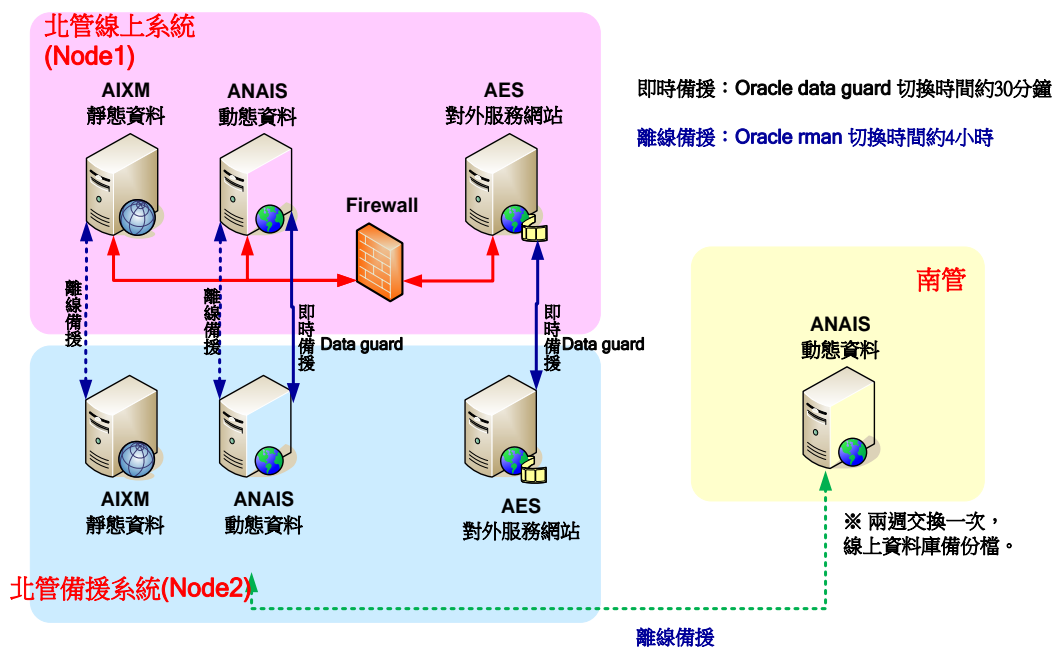 北管線上系統
(Node1)
AIXM
靜態資料
ANAIS
動態資料
AES
對外服務網站
Firewall
即時備援：Oracle data guard 切換時間約30分鐘
離線備援：Oracle rman 切換時間約4小時
離線備援
離線備援
即時備援
Data guard
即時備援
Data guard
AIXM
靜態資料
ANAIS
動態資料
AES
對外服務網站
北管備援系統(Node2)
南管
ANAIS
動態資料
※ 兩週交換一次，
線上資料庫備份檔。
離線備援